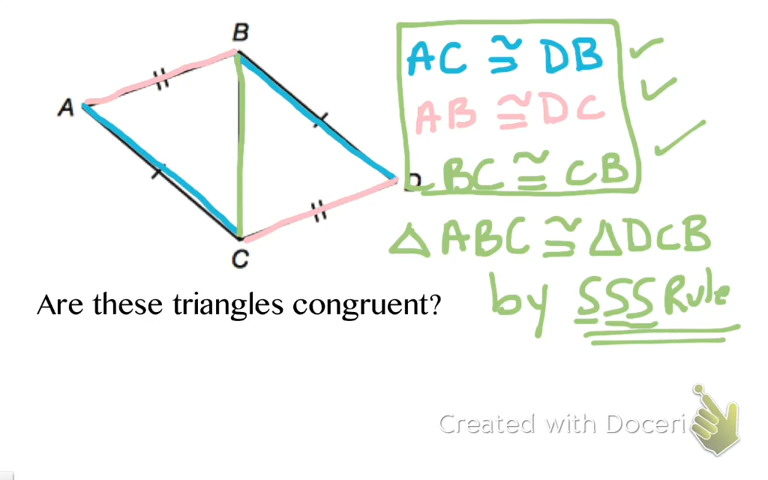 B
A
D
C
AC ≅ DB
AB ≅ DC
BC ≅ CB
△ABC ≅ △DCB
by SSS Rule
Are these triangles congruent?
Created with Doceri